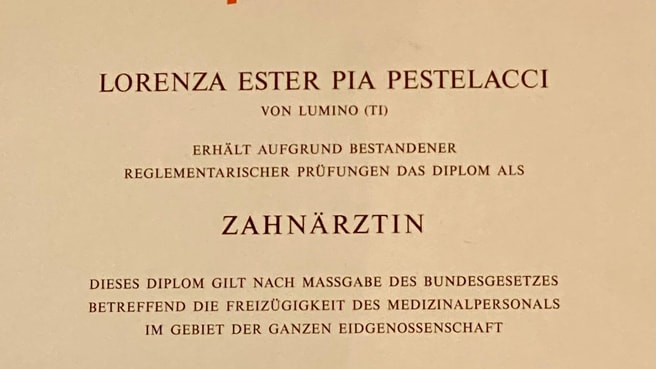 LORENZA ESTER PIA PESTELACCI
VON LUMINO (TI)
ERHÄLT AUFGRUND BESTANDENER
REGLEMENTARISCHER PRÜFUNGEN DAS DIPLOM ALS
ZAHNÄRZTIN
DIESES DIPLOM GILT NACH MASSGABE DES BUNDESGESETZES
BETREFFEND DIE FREIZÜGIGKEIT DES MEDIZINALPERSONALS
IM GEBIET DER GANZEN EIDGENOSSENSCHAFT